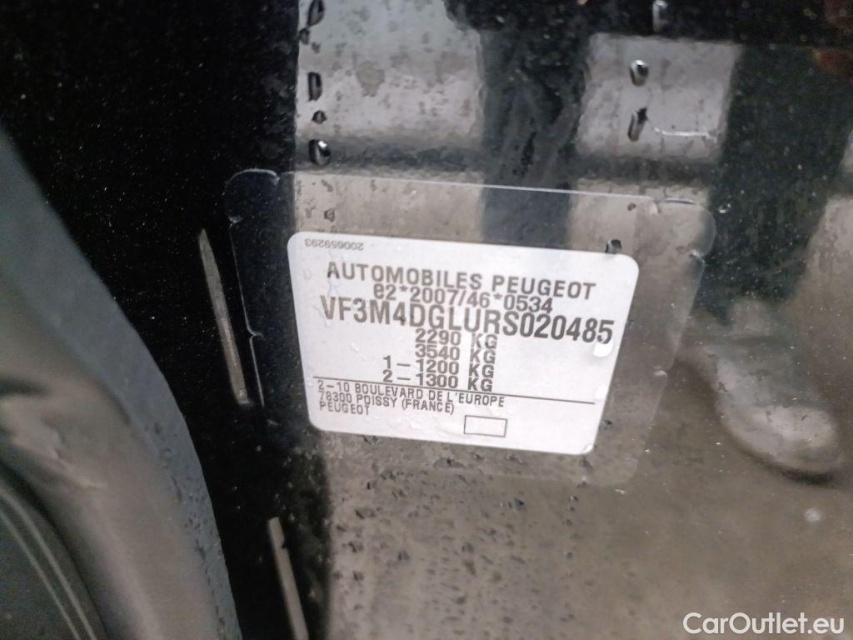 200659293
AUTOMOBILES PEUGEOT
e2*2007/46*0534
VF3M4DGLURS020485
2290 KG
3540 KG
1-1200 KG
2-1300 KG
2-10 BOULEVARD DE L'EUROPE
78300 POISSY (FRANCE)
PEUGEOT
CarOutlet.eu